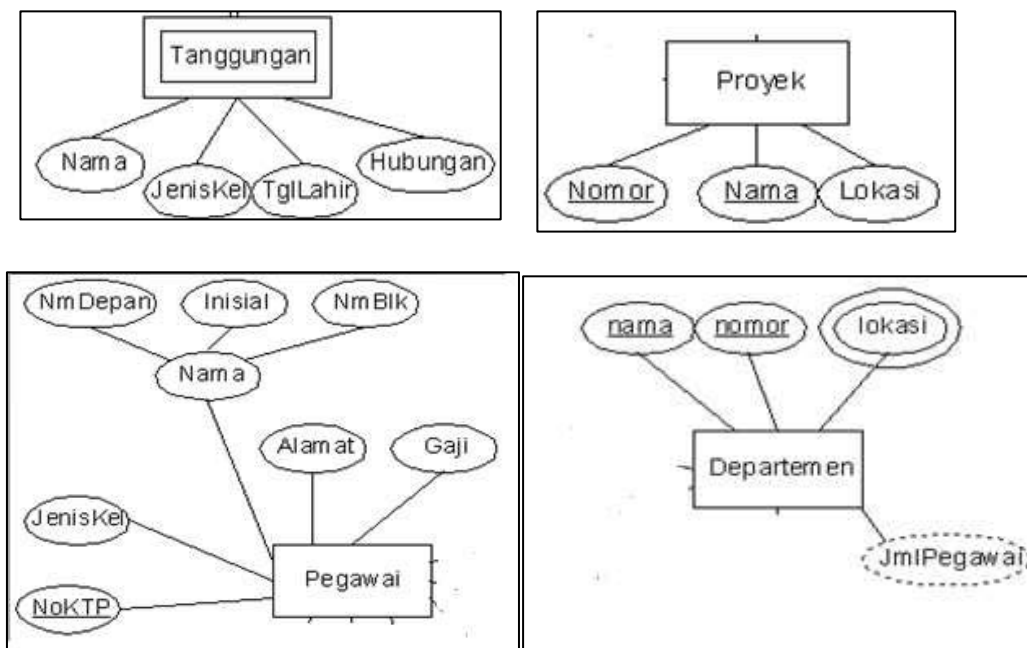 Tanggungan
Nama
JenisKel
TglLahir
Hubungan
Proyek
Nomor
Nama
Lokasi
NmDepan
Inisial
NmBlk
Nama
Alamat
Gaji
JenisKel
Pegawai
NoKTP
nama
nomor
lokasi
Departemen
JmlPegawai